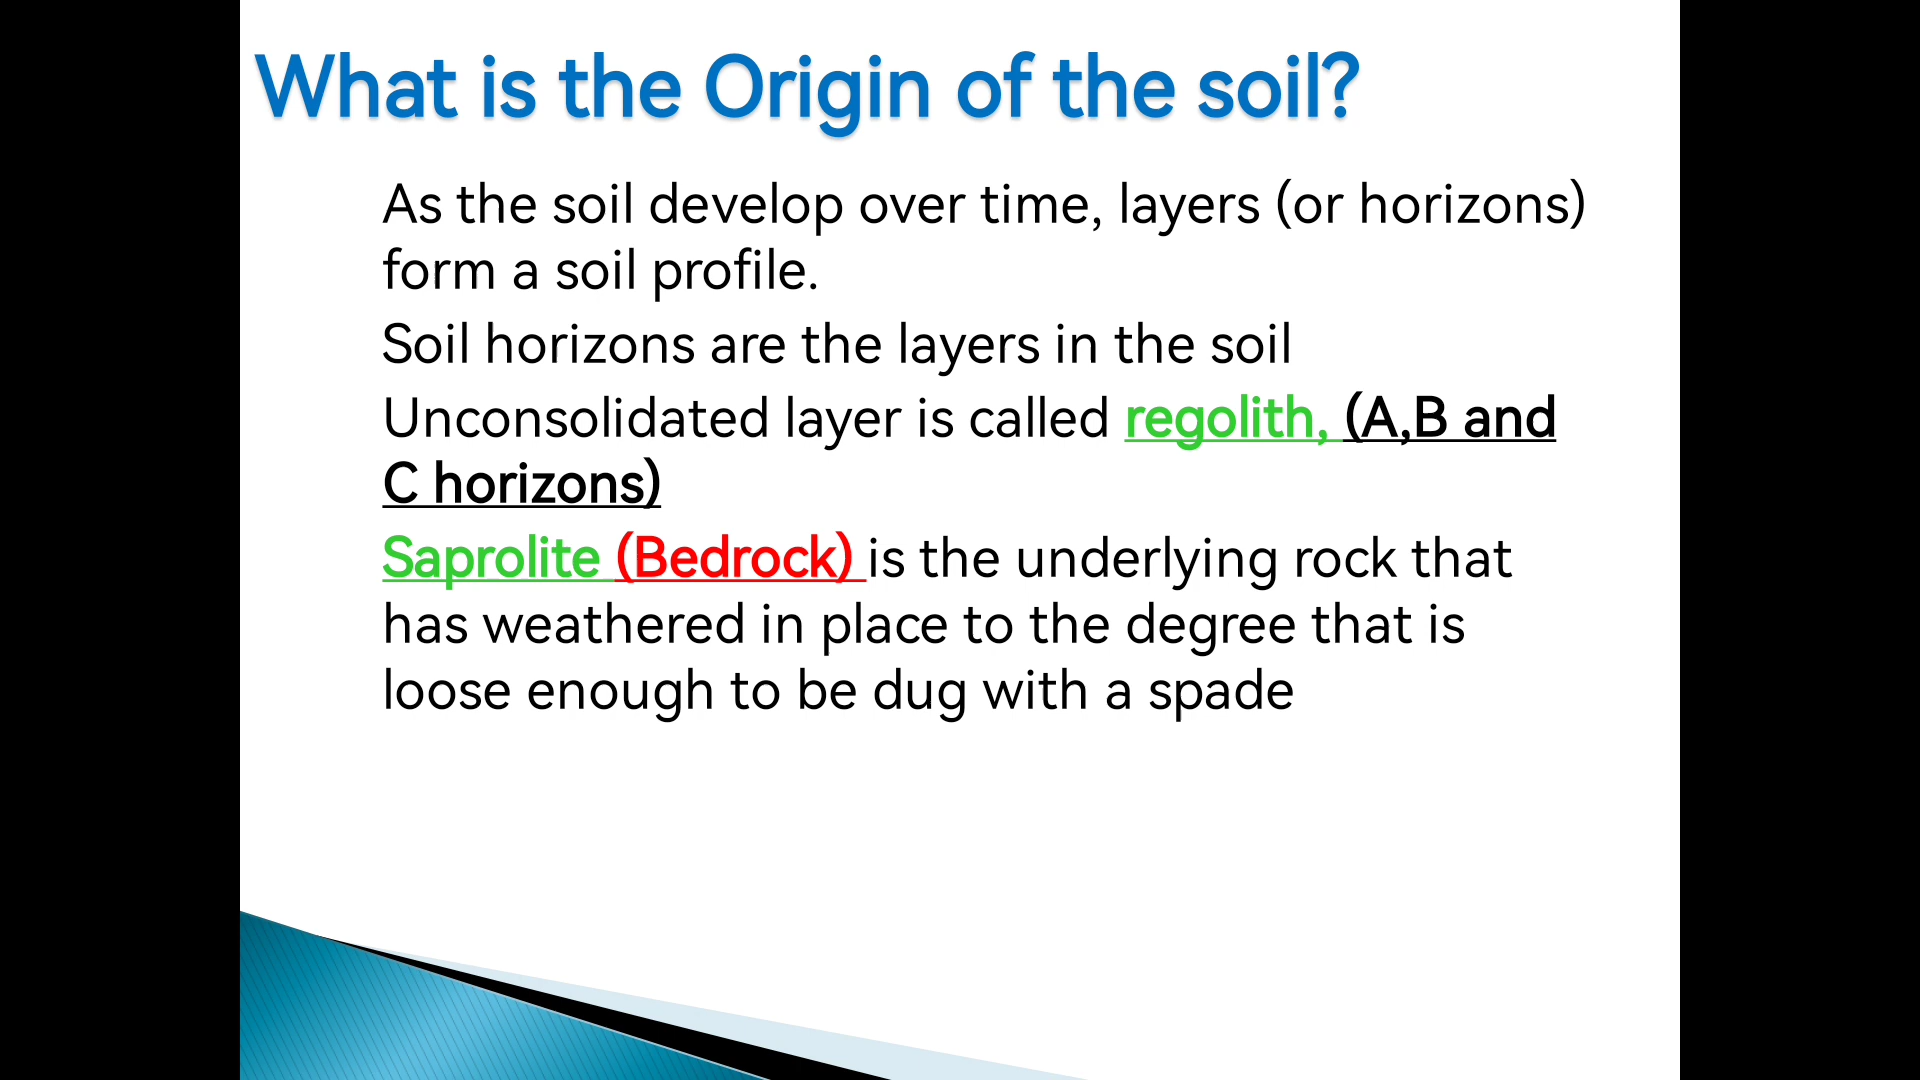 What is the Origin of the soil?
As the soil develop over time, layers (or horizons)
form a soil profile.
Soil horizons are the layers in the soil
Unconsolidated layer is called regolith, (A,B and
C horizons)
Saprolite (Bedrock) is the underlying rock that
has weathered in place to the degree that is
loose enough to be dug with a spade